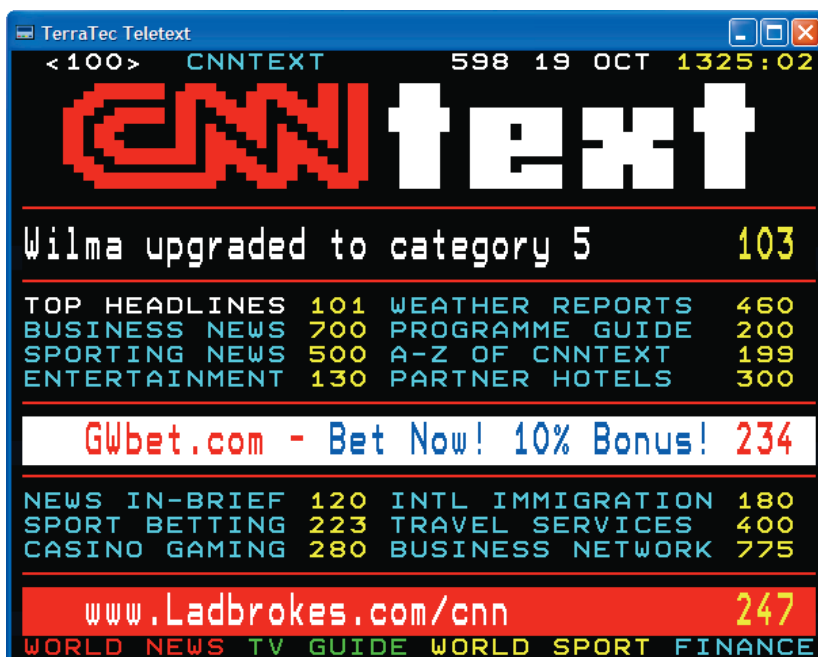 TerraTec Teletext
<100> CNNTEXT 598 19 OCT 1325:02
CNN text
Wilma upgraded to category 5 103
TOP HEADLINES 101 WEATHER REPORTS 460
BUSINESS NEWS 700 PROGRAMME GUIDE 200
SPORTING NEWS 500 A-Z OF CNNTEXT 199
ENTERTAINMENT 130 PARTNER HOTELS 300
GWbet.com - Bet Now! 10% Bonus! 234
NEWS IN-BRIEF 120 INTL IMMIGRATION 180
SPORT BETTING 223 TRAVEL SERVICES 400
CASINO GAMING 280 BUSINESS NETWORK 775
www.Ladbrokes.com/cnn 247
WORLD NEWS TV GUIDE WORLD SPORT FINANCE